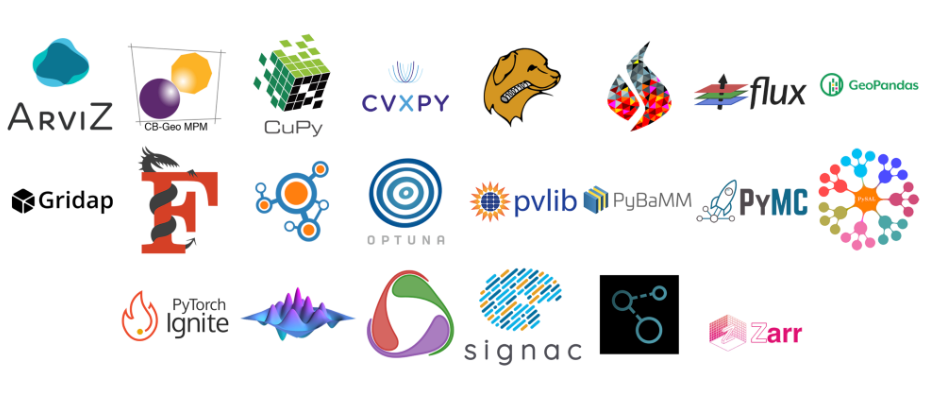 ArviZ
CB-Geo MPM
CuPy
CVXPY
flux
GeoPandas
Gridap
F
OPTUNA
pvlib
PyBaMM
PyMC
PyTorch
Ignite
signac
Zarr